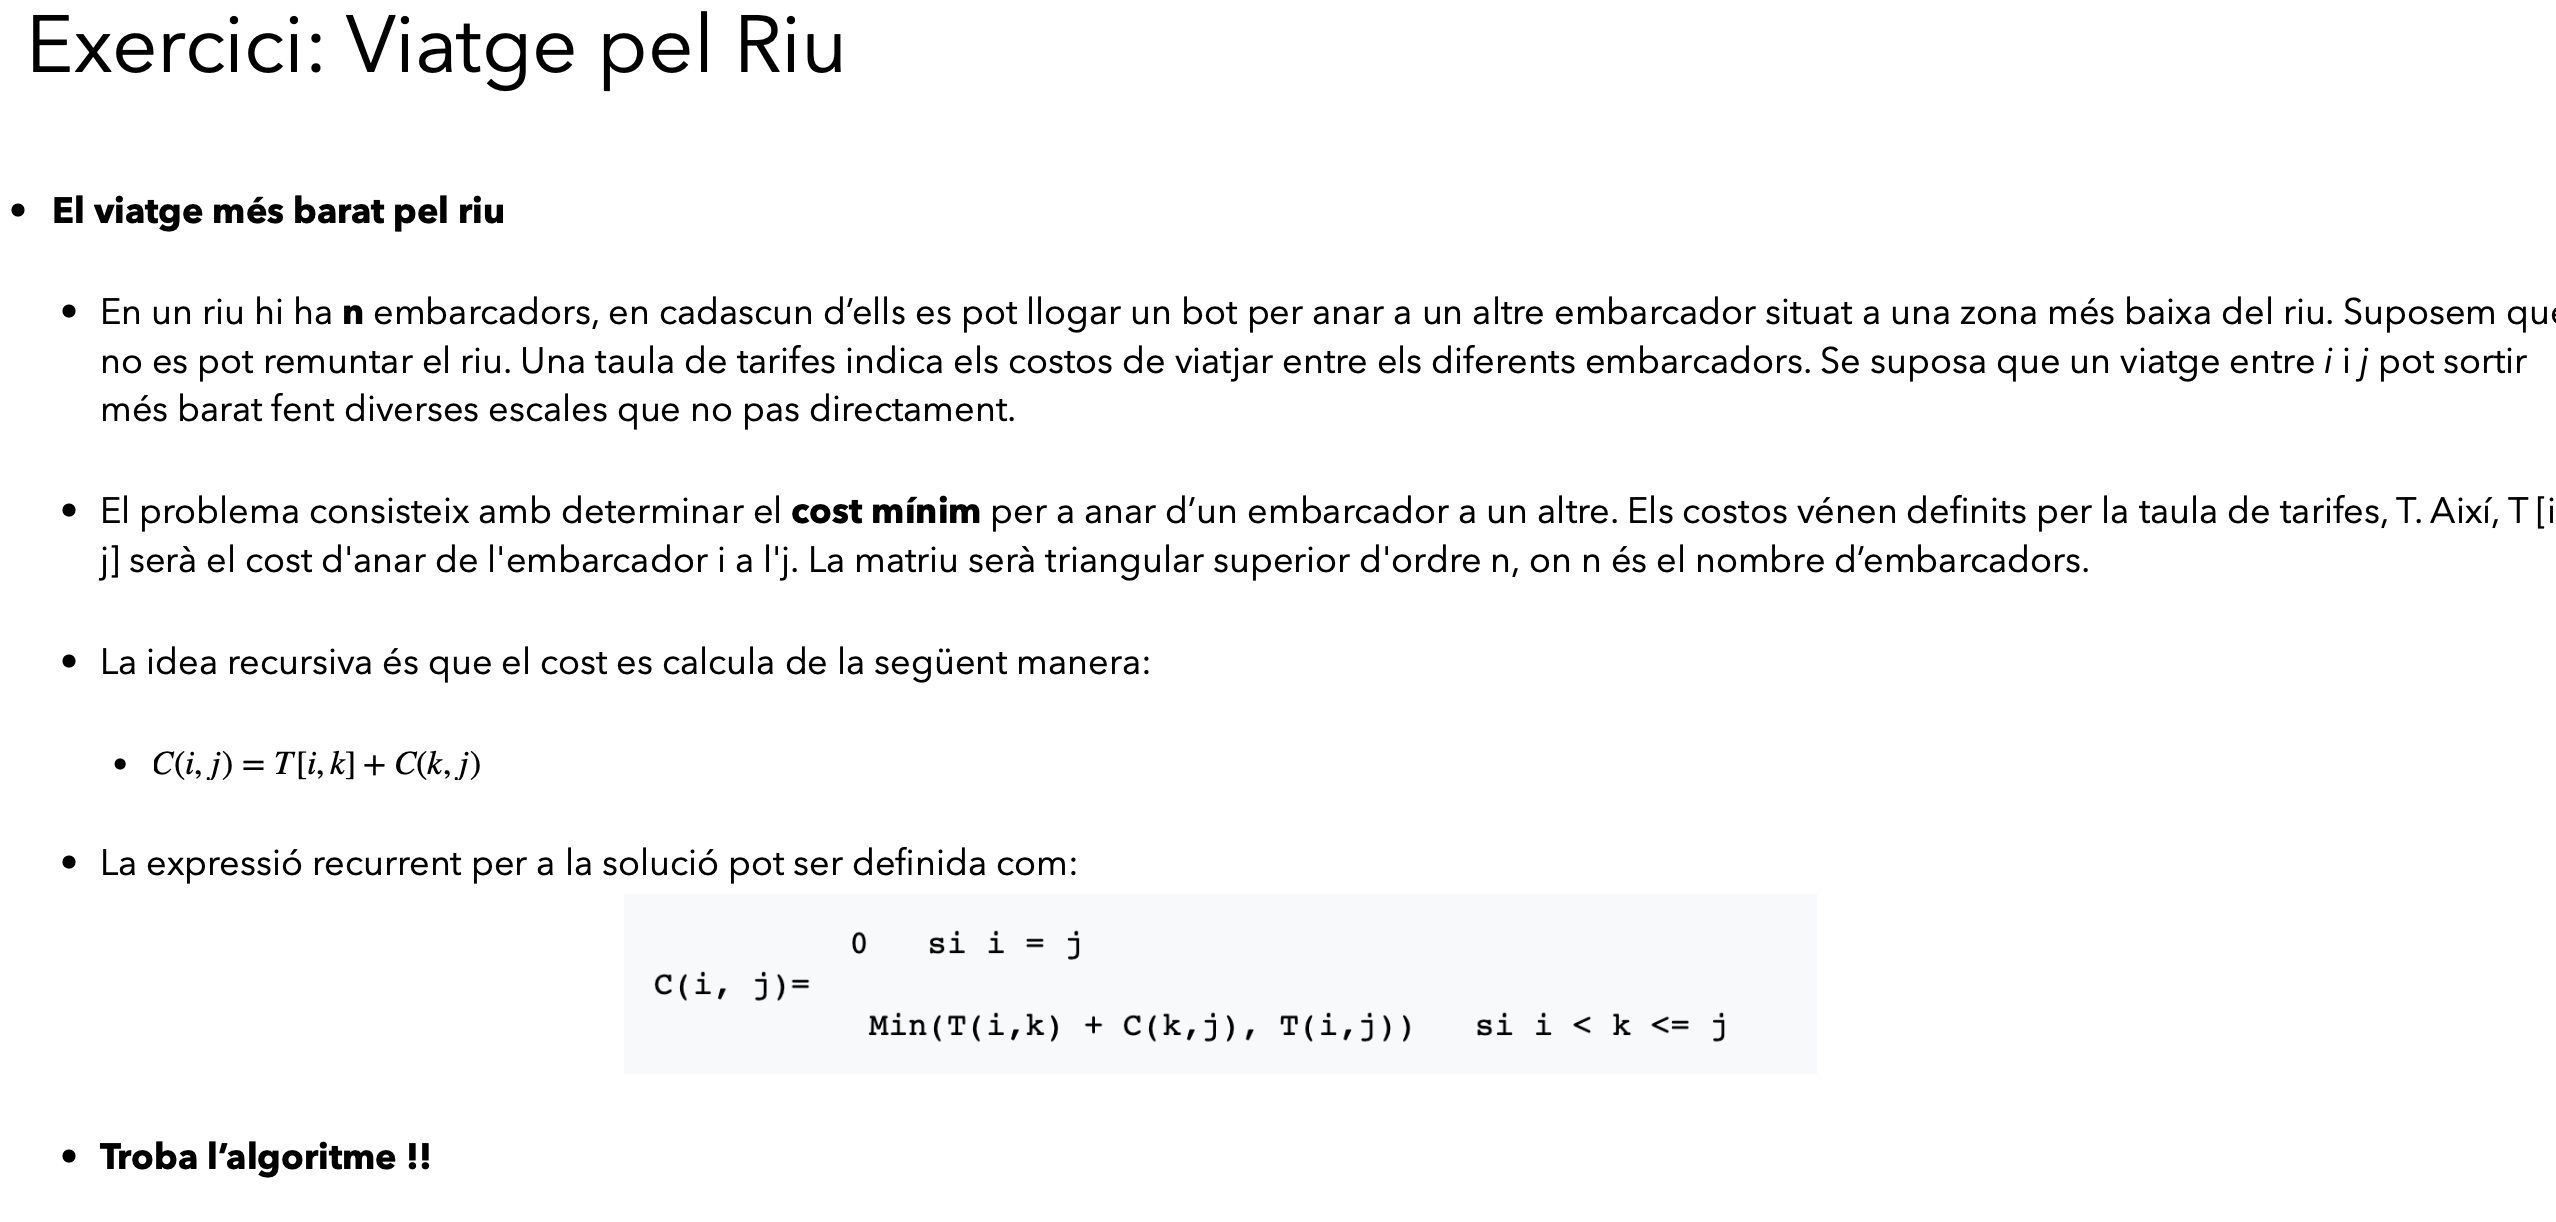 Exercici: Viatge pel Riu
• El viatge més barat pel riu
• En un riu hi ha n embarcadors, en cadascun d’ells es pot llogar un bot per anar a un altre embarcador situat a una zona més baixa del riu. Suposem que
no es pot remuntar el riu. Una taula de tarifes indica els costos de viatjar entre els diferents embarcadors. Se suposa que un viatge entre i i j pot sortir
més barat fent diverses escales que no pas directament.
• El problema consisteix amb determinar el cost mínim per a anar d’un embarcador a un altre. Els costos vénen definits per la taula de tarifes, T. Així, T [i
j] serà el cost d'anar de l'embarcador i a l'j. La matriu serà triangular superior d'ordre n, on n és el nombre d’embarcadors.
• La idea recursiva és que el cost es calcula de la següent manera:
• C(i, j) = T[i, k] + C(k, j)
• La expressió recurrent per a la solució pot ser definida com:
0 si i = j
C(i, j)=
Min(T(i,k) + C(k,j), T(i,j)) si i < k <= j
• Troba l’algoritme !!